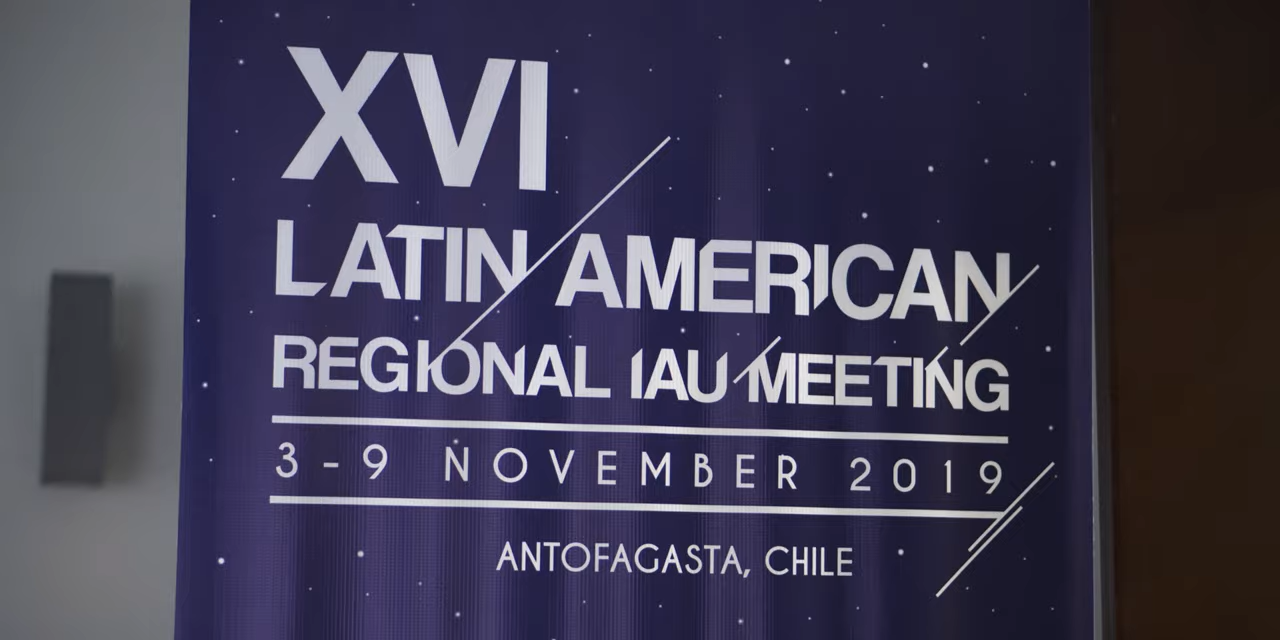 XVI
LATIN AMERICAN
REGIONAL IAU MEETING
3-9 NOVEMBER 2019
ANTOFAGASTA, CHILE